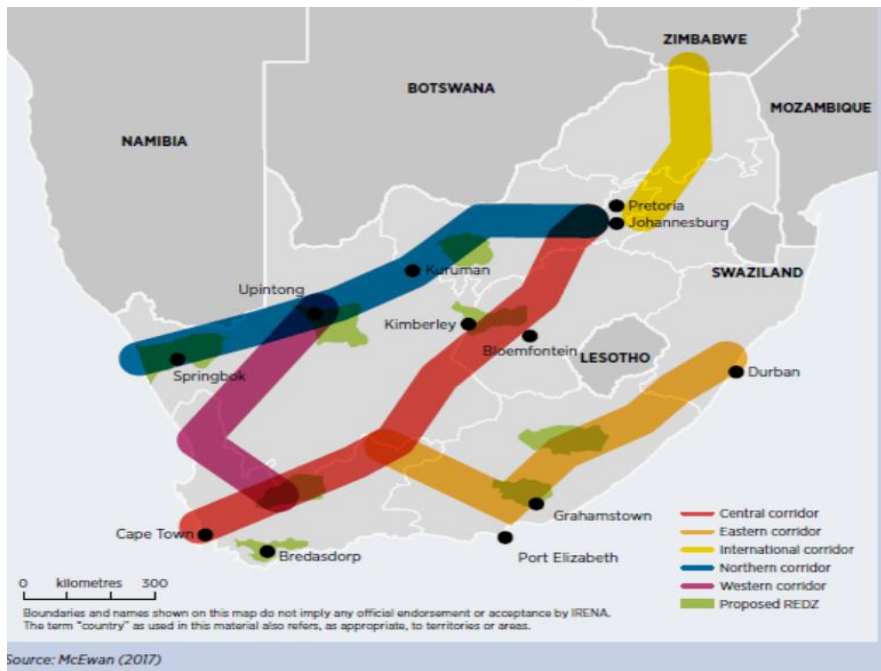 ZIMBABWE
BOTSWANA
MOZAMBIQUE
NAMIBIA
Pretoria
Johannesburg
Kuruman
SWAZILAND
Upintong
Kimberley
Bloemfontein
LESOTHO
Springbok
Durban
Grahamstown
Cape Town
Port Elizabeth
Bredasdorp
Central corridor
Eastern corridor
International corridor
Northern corridor
Western corridor
Proposed REDZ
0 kilometres 300
Boundaries and names shown on this map do not imply any official endorsement or acceptance by IRENA.
The term “country” as used in this material also refers, as appropriate, to territories or areas.
Source: McEwan (2017)